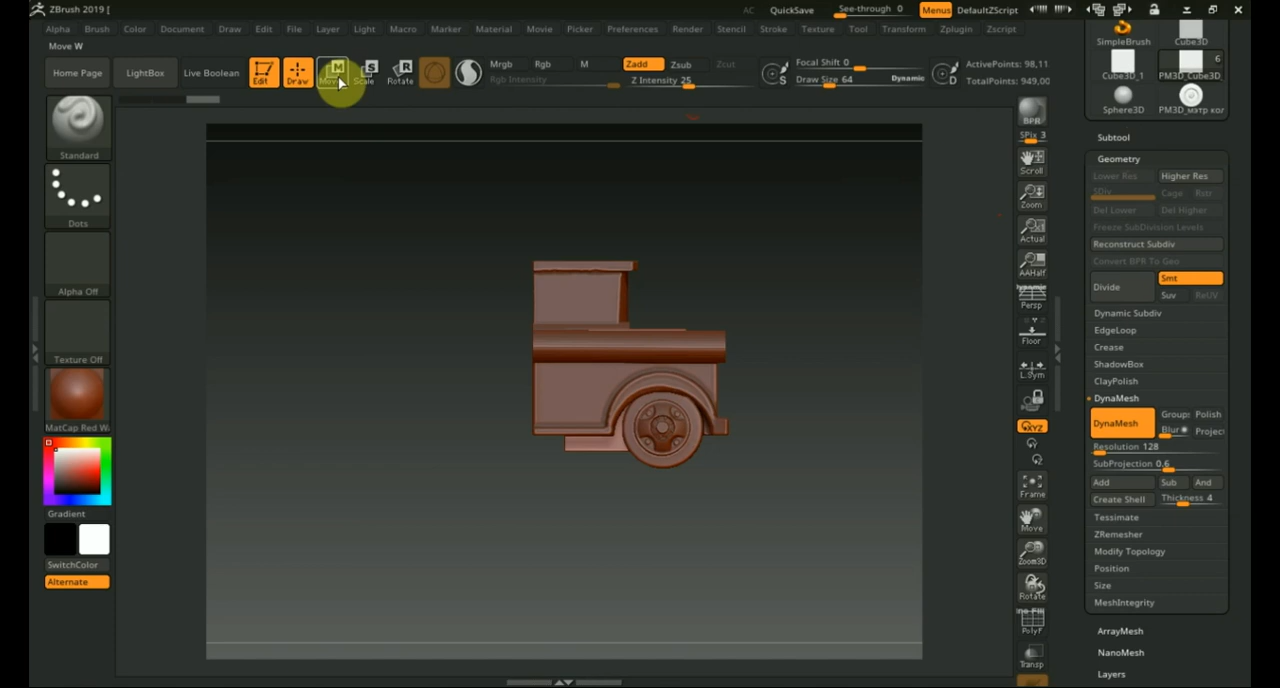 ZBrush 2019 [
AC QuickSave See-through 0 Menus DefaultZScript
Alpha Brush Color Document Draw Edit File Layer Light Macro Marker Material Movie Picker Preferences Render Stencil Stroke Texture Tool Transform Zplugin Zscript
Move W
Home Page LightBox Live Boolean Edit Draw Move Scale Rotate
Mrgb Rgb M Zadd Zsub Zcut
Rgb Intensity Z Intensity 25
Focal Shift 0
Draw Size 64 Dynamic
ActivePoints: 98,11
TotalPoints: 949,00
Standard
Dots
Alpha Off
Texture Off
MatCap Red Wa
Gradient
SwitchColor
Alternate
BPR
SPix 3
Scroll
Zoom
Actual
AAHalf
Dynamic
Persp
Floor
L.Sym
XYZ
Frame
Move
Zoom3D
Rotate
PolyF
Transp
SimpleBrush Cube3D
6
Cube3D_1 PM3D_Cube3D_
Sphere3D
Subtool
Geometry
Lower Res Higher Res
SDiv Cage Rstr
Del Lower Del Higher
Freeze SubDivision Levels
Reconstruct Subdiv
Convert BPR To Geo
Divide Smt
Suv ReUV
Dynamic Subdiv
EdgeLoop
Crease
ShadowBox
ClayPolish
DynaMesh
DynaMesh Groups Polish
Blur Projec
Resolution 128
SubProjection 0.6
Add Sub And
Create Shell Thickness 4
Tessimate
ZRemesher
Modify Topology
Position
Size
MeshIntegrity
ArrayMesh
NanoMesh
Layers